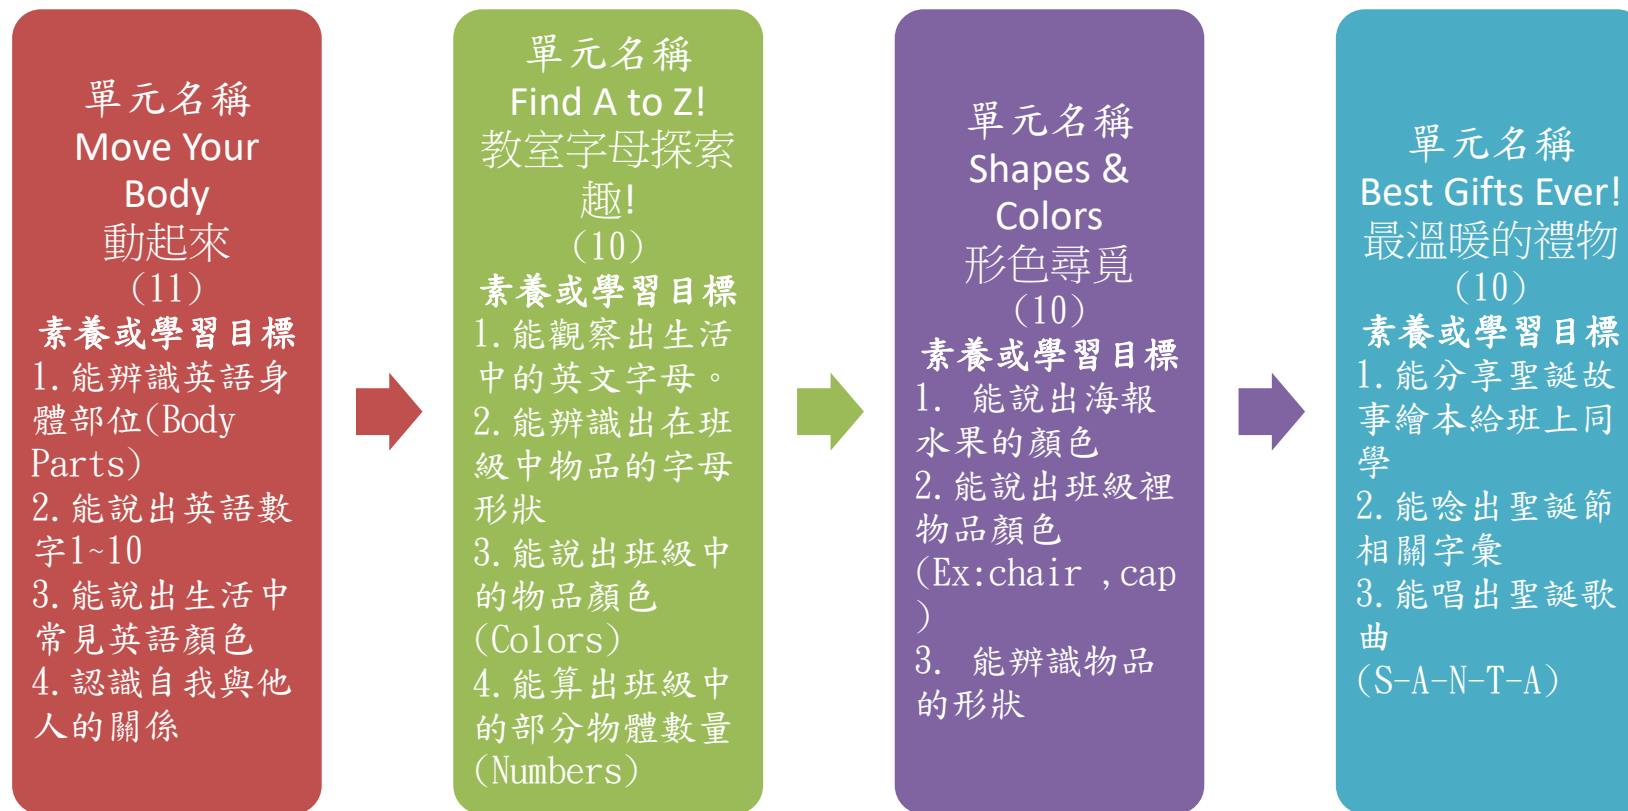 單元名稱
Move Your
Body
動起來
(11)
素養或學習目標
1.能辨識英語身
體部位(Body
Parts)
2.能說出英語數
字1~10
3.能說出生活中
常見英語顏色
4.認識自我與他
人的關係
單元名稱
Find A to Z!
教室字母探索
趣!
(10)
素養或學習目標
1.能觀察出生活
中的英文字母。
2.能辨識出在班
級中物品的字母
形狀
3.能說出班級中
的物品顏色
(Colors)
4.能算出班級中
的部分物體數量
(Numbers)
單元名稱
Shapes &
Colors
形色尋覓
(10)
素養或學習目標
1. 能說出海報
水果的顏色
2.能說出班級裡
物品顏色
(Ex:chair ,cap
)
3. 能辨識物品
的形狀
單元名稱
Best Gifts Ever!
最溫暖的禮物
(10)
素養或學習目標
1.能分享聖誕故
事繪本給班上同
學
2.能唸出聖誕節
相關字彙
3.能唱出聖誕歌
曲
(S-A-N-T-A)